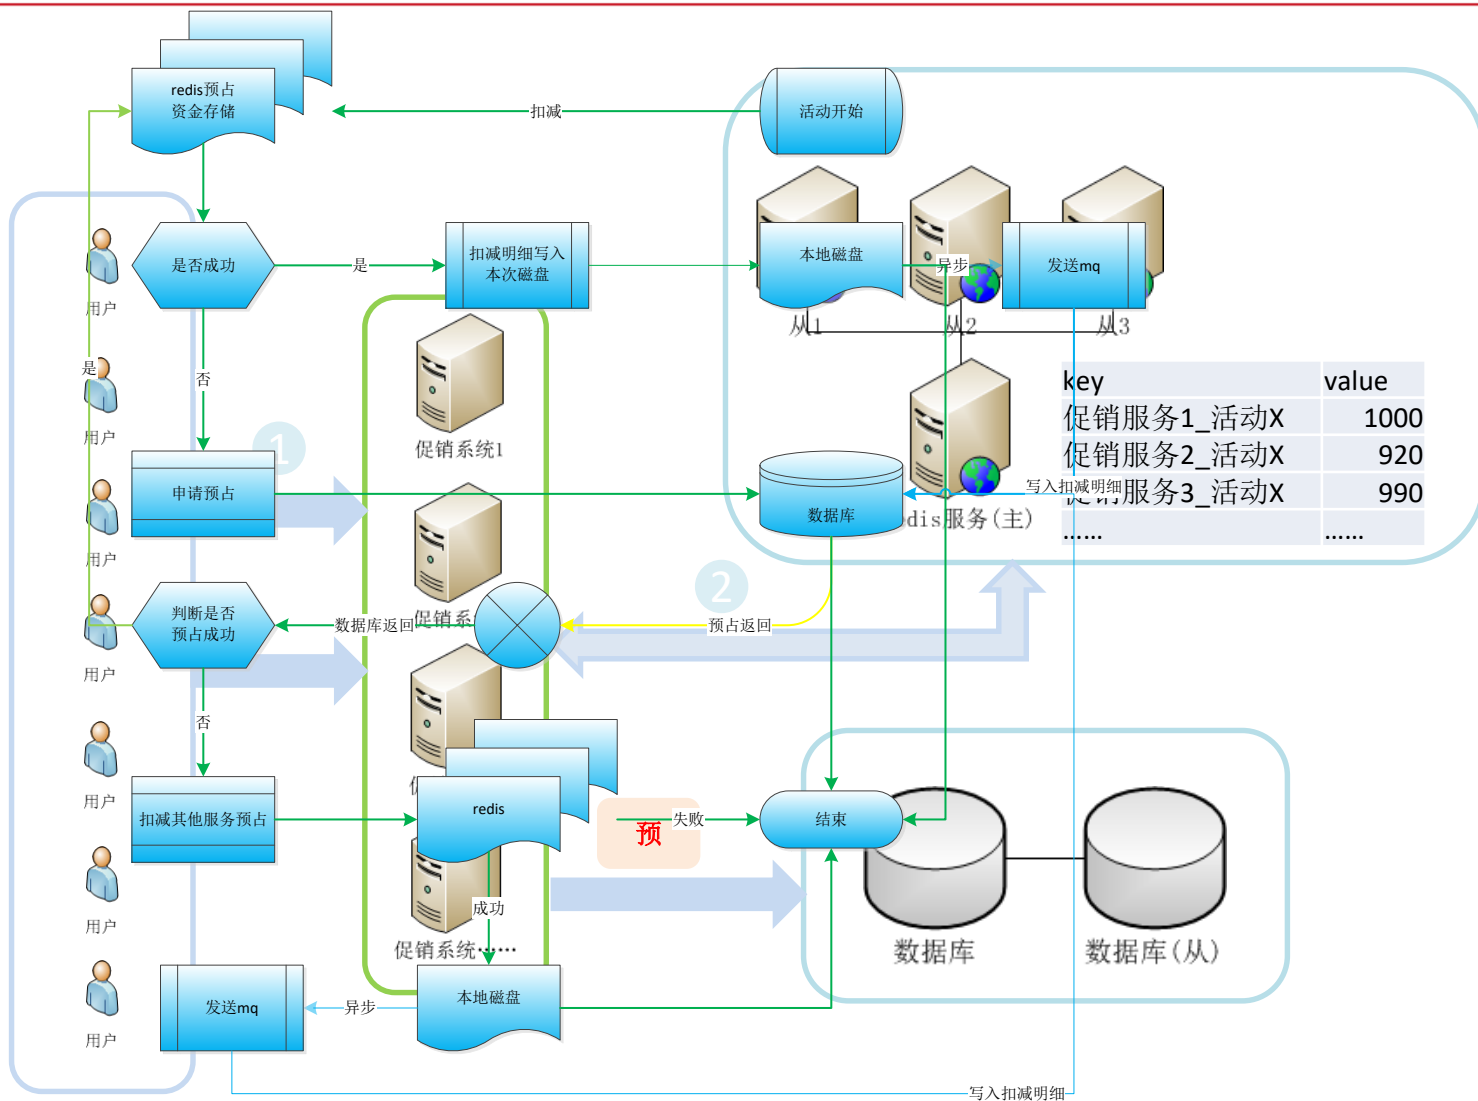 redis预占
资金存储
扣减
活动开始
是否成功
是
扣减明细写入
本次磁盘
本地磁盘
异步
发送mq
用户
从1
从2
从3
是
否
用户
key value
促销服务1_活动X 1000
促销服务2_活动X 920
促销服务3_活动X 990
...... ......
促销系统1
1
申请预占
写入扣减明细
数据库
edis服务(主)
用户
2
判断是否
预占成功
数据库返回
促销系
预占返回
用户
否
用户
扣减其他服务预占
redis
预
失败
结束
成功
用户
促销系统......
数据库
数据库(从)
发送mq
异步
本地磁盘
用户
写入扣减明细